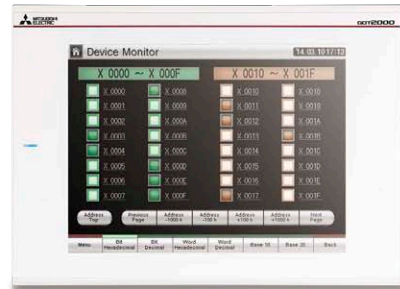 MITSUBISHI
ELECTRIC
GOT2000
Device Monitor
14.03.10 17:13
X 0000 ~ X 000F
X 0010 ~ X 001F
X 0000 X 0008 X 0010 X 0018
X 0001 X 0009 X 0011 X 0019
X 0002 X 000A X 0012 X 001A
X 0003 X 000B X 0013 X 001B
X 0004 X 000C X 0014 X 001C
X 0005 X 000D X 0015 X 001D
X 0006 X 000E X 0016 X 001E
X 0007 X 000F X 0017 X 001F
Address
Top
Previous
Page
Address
-1000 h
Address
-100 h
Address
+100 h
Address
+1000 h
Next
Page
Menu
Bit
Hexadecimal
Bit
Decimal
Word
Hexadecimal
Word
Decimal
Base 10
Base 20
Back